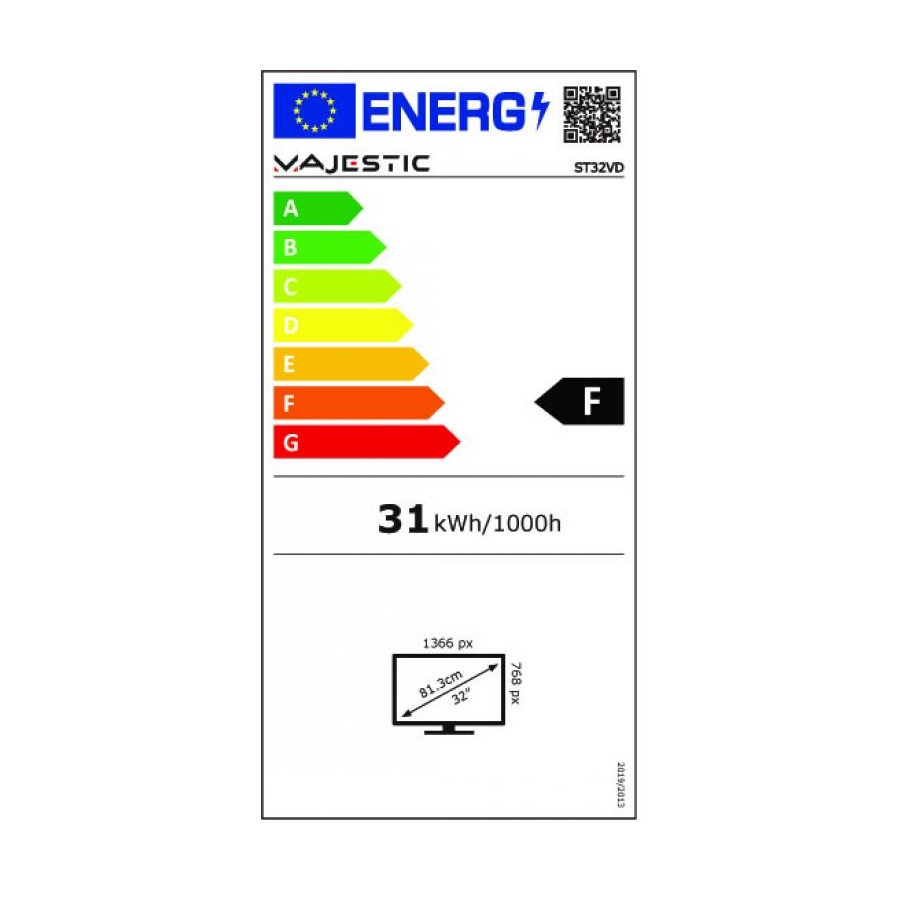 ENERG
MAJESTIC
ST32VD
A
B
C
D
E
F
F
G
31 kWh/1000h
1366 px
768 px
81.3cm
32"
2019/2013